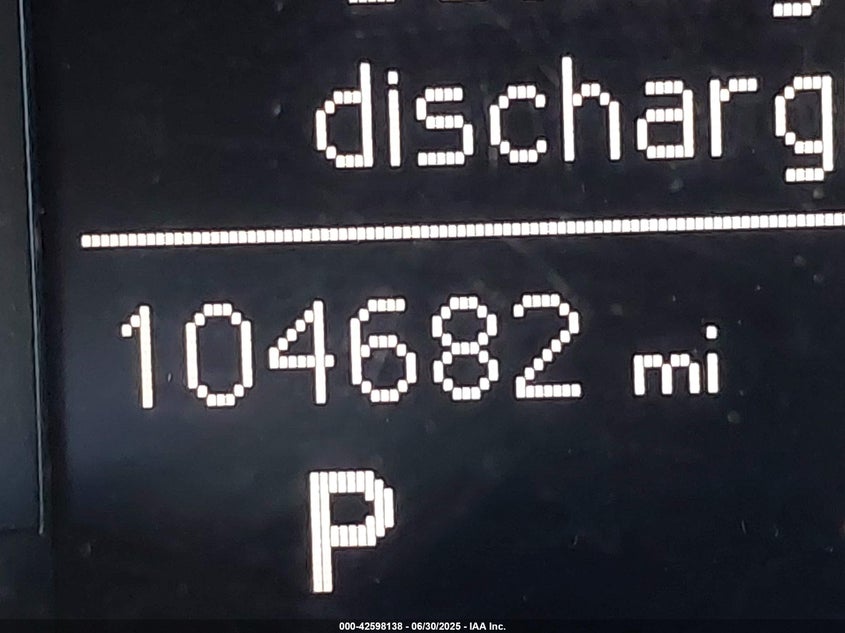 discharg
104682 mi
P
000-42598138 - 06/30/2025 - IAA Inc.